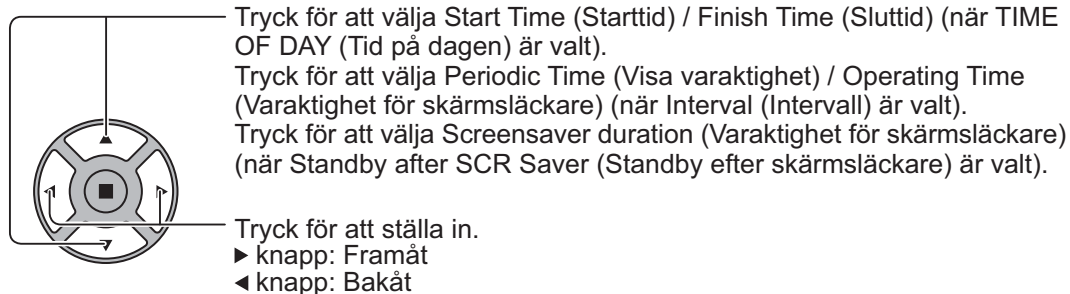 Tryck för att välja Start Time (Starttid) / Finish Time (Sluttid) (när TIME
OF DAY (Tid på dagen) är valt).
Tryck för att välja Periodic Time (Visa varaktighet) / Operating Time
(Varaktighet för skärmsläckare) (när Interval (Intervall) är valt).
Tryck för att välja Screensaver duration (Varaktighet för skärmsläckare)
(när Standby after SCR Saver (Standby efter skärmsläckare) är valt).
Tryck för att ställa in.
▶ knapp: Framåt
◀ knapp: Bakåt